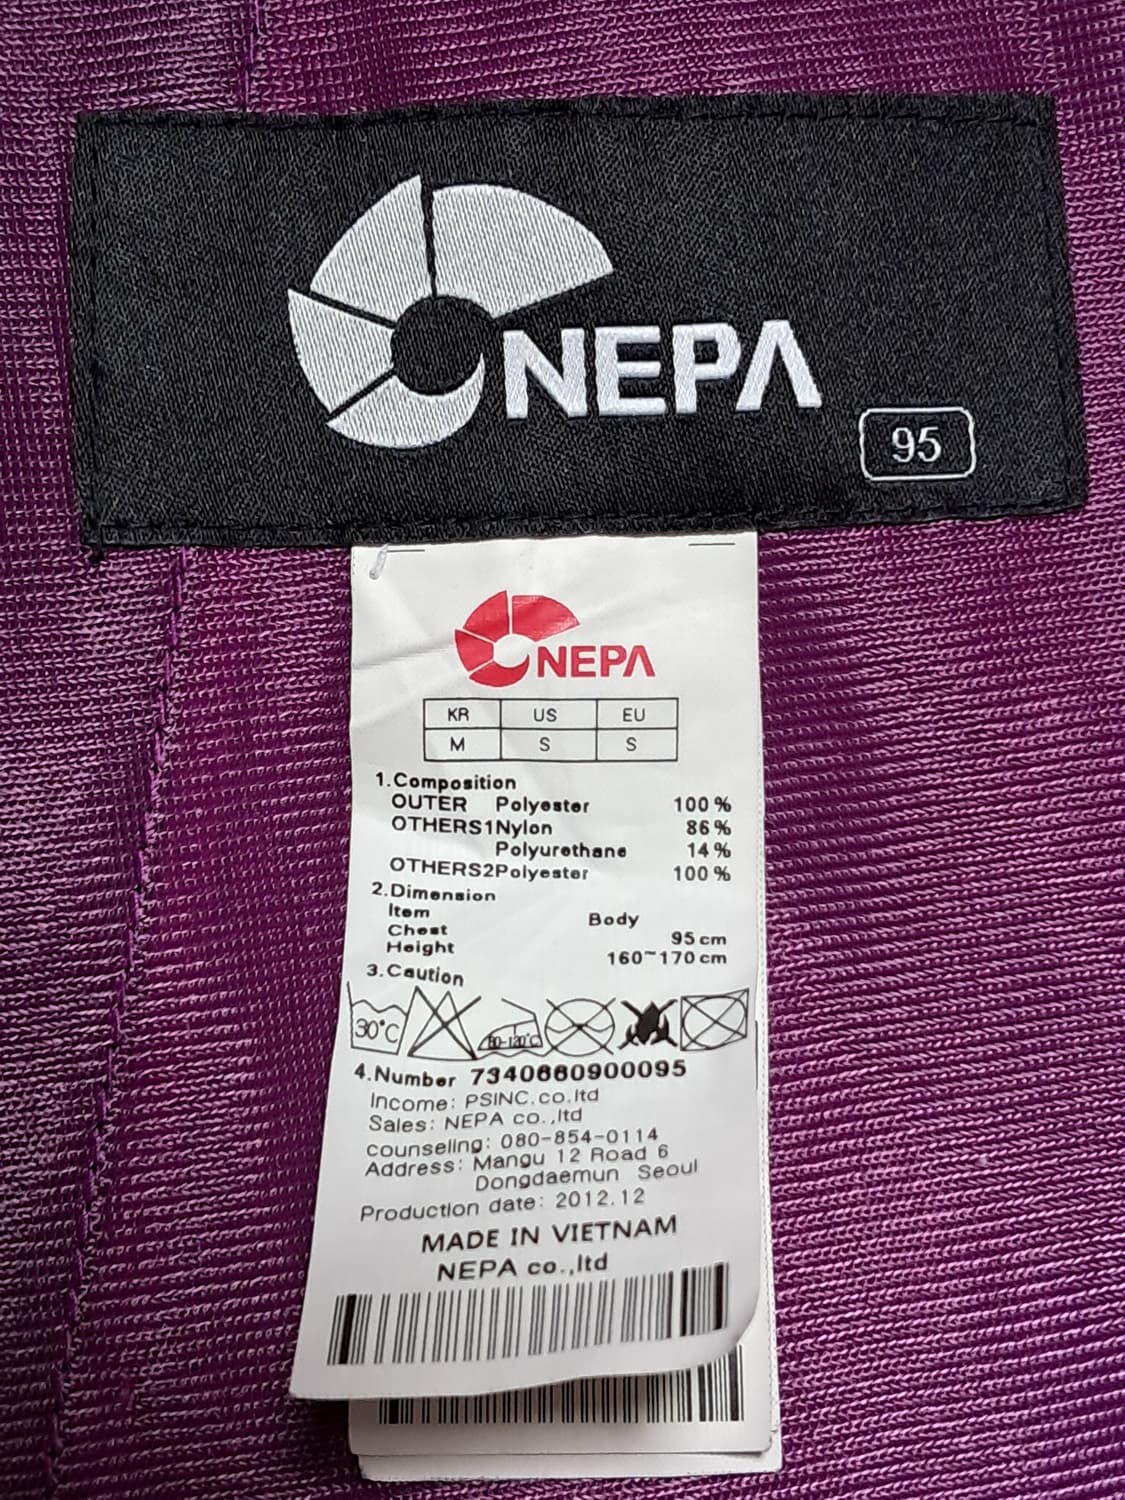 NEPA
95
NEPA
KR US EU
M S S
1.Composition
OUTER Polyester 100%
OTHERS1Nylon 86%
Polyurethane 14%
OTHERS2Polyester 100%
2.Dimension
Item Body
Chest 95cm
Height 160~170cm
3.Caution
30°C 80-120°C
4.Number 7340660900095
Income: PSINC.co.ltd
Sales: NEPA co.,ltd
counseling: 080-854-0114
Address: Mangu 12 Road 6
Dongdaemun Seoul
Production date: 2012.12
MADE IN VIETNAM
NEPA co.,ltd